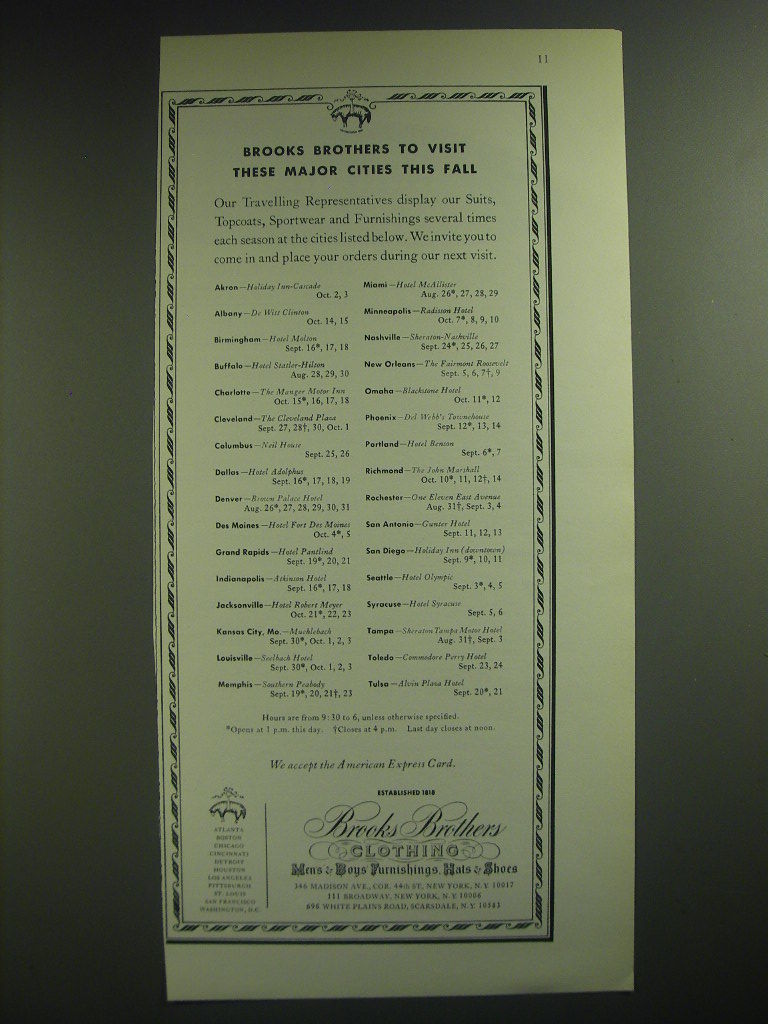 11
BROOKS BROTHERS TO VISIT
THESE MAJOR CITIES THIS FALL
Our Travelling Representatives display our Suits,
Topcoats, Sportwear and Furnishings several times
each season at the cities listed below. We invite you to
come in and place your orders during our next visit.
Akron—Holiday Inn-Cascade
Oct. 2, 3
Albany—De Witt Clinton
Oct. 14, 15
Birmingham—Hotel Molton
Sept. 16*, 17, 18
Buffalo—Hotel Statler-Hilton
Aug. 28, 29, 30
Charlotte—The Manger Motor Inn
Oct. 15*, 16, 17, 18
Cleveland—The Cleveland Plaza
Sept. 27, 28†, 30, Oct. 1
Columbus—Neil House
Sept. 25, 26
Dallas—Hotel Adolphus
Sept. 16*, 17, 18, 19
Denver—Brown Palace Hotel
Aug. 26*, 27, 28, 29, 30, 31
Des Moines—Hotel Fort Des Moines
Oct. 4*, 5
Grand Rapids—Hotel Pantlind
Sept. 19*, 20, 21
Indianapolis—Atkinson Hotel
Sept. 16*, 17, 18
Jacksonville—Hotel Robert Meyer
Oct. 21*, 22, 23
Kansas City, Mo.—Muehlebach
Sept. 30*, Oct. 1, 2, 3
Louisville—Seelbach Hotel
Sept. 30*, Oct. 1, 2, 3
Memphis—Southern Peabody
Sept. 19*, 20, 21†, 23
Miami—Hotel McAllister
Aug. 26*, 27, 28, 29
Minneapolis—Radisson Hotel
Oct. 7*, 8, 9, 10
Nashville—Sheraton-Nashville
Sept. 24*, 25, 26, 27
New Orleans—The Fairmont Roosevelt
Sept. 5, 6, 7†, 9
Omaha—Blackstone Hotel
Oct. 11*, 12
Phoenix—Del Webb's Townehouse
Sept. 12*, 13, 14
Portland—Hotel Benson
Sept. 6*, 7
Richmond—The John Marshall
Oct. 10*, 11, 12†, 14
Rochester—One Eleven East Avenue
Aug. 31†, Sept. 3, 4
San Antonio—Gunter Hotel
Sept. 11, 12, 13
San Diego—Holiday Inn (downtown)
Sept. 9*, 10, 11
Seattle—Hotel Olympic
Sept. 3*, 4, 5
Syracuse—Hotel Syracuse
Sept. 5, 6
Tampa—Sheraton Tampa Motor Hotel
Aug. 31†, Sept. 3
Toledo—Commodore Perry Hotel
Sept. 23, 24
Tulsa—Alvin Plaza Hotel
Sept. 20*, 21
Hours are from 9:30 to 6, unless otherwise specified.
*Opens at 1 p.m. this day. †Closes at 4 p.m. Last day closes at noon.
We accept the American Express Card.
ATLANTA
BOSTON
CHICAGO
CINCINNATI
DETROIT
HOUSTON
LOS ANGELES
PITTSBURGH
ST. LOUIS
SAN FRANCISCO
WASHINGTON, D.C.
ESTABLISHED 1818
Brooks Brothers
CLOTHING
Mens & Boys Furnishings, Hats & Shoes
346 MADISON AVE., COR. 44th ST., NEW YORK, N.Y. 10017
111 BROADWAY, NEW YORK, N.Y. 10006
696 WHITE PLAINS ROAD, SCARSDALE, N.Y. 10583